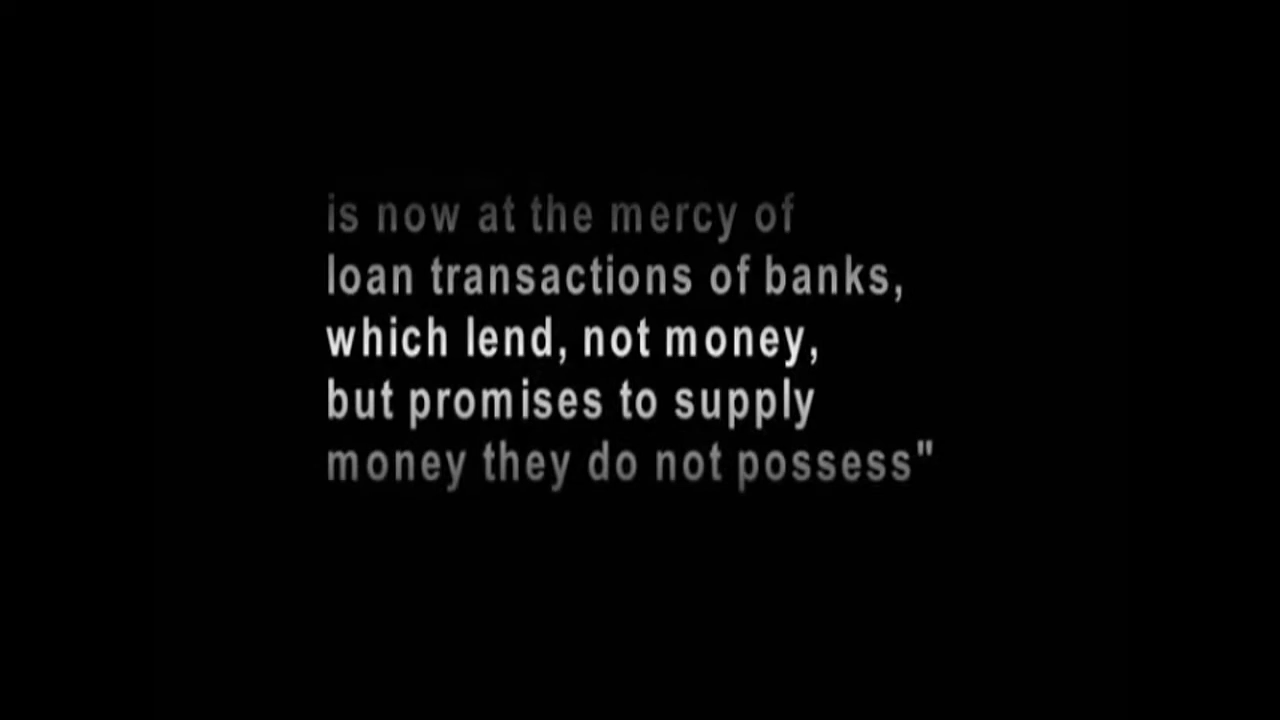 is now at the mercy of
loan transactions of banks,
which lend, not money,
but promises to supply
money they do not possess"